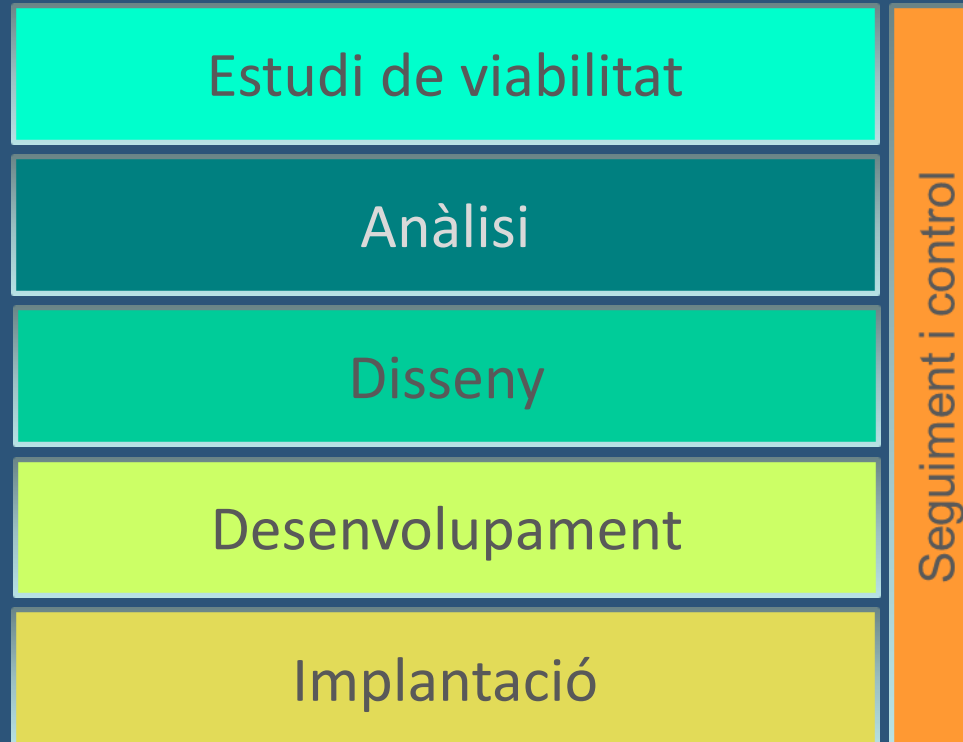 Estudi de viabilitat
Anàlisi
Disseny
Desenvolupament
Implantació
Seguiment i control